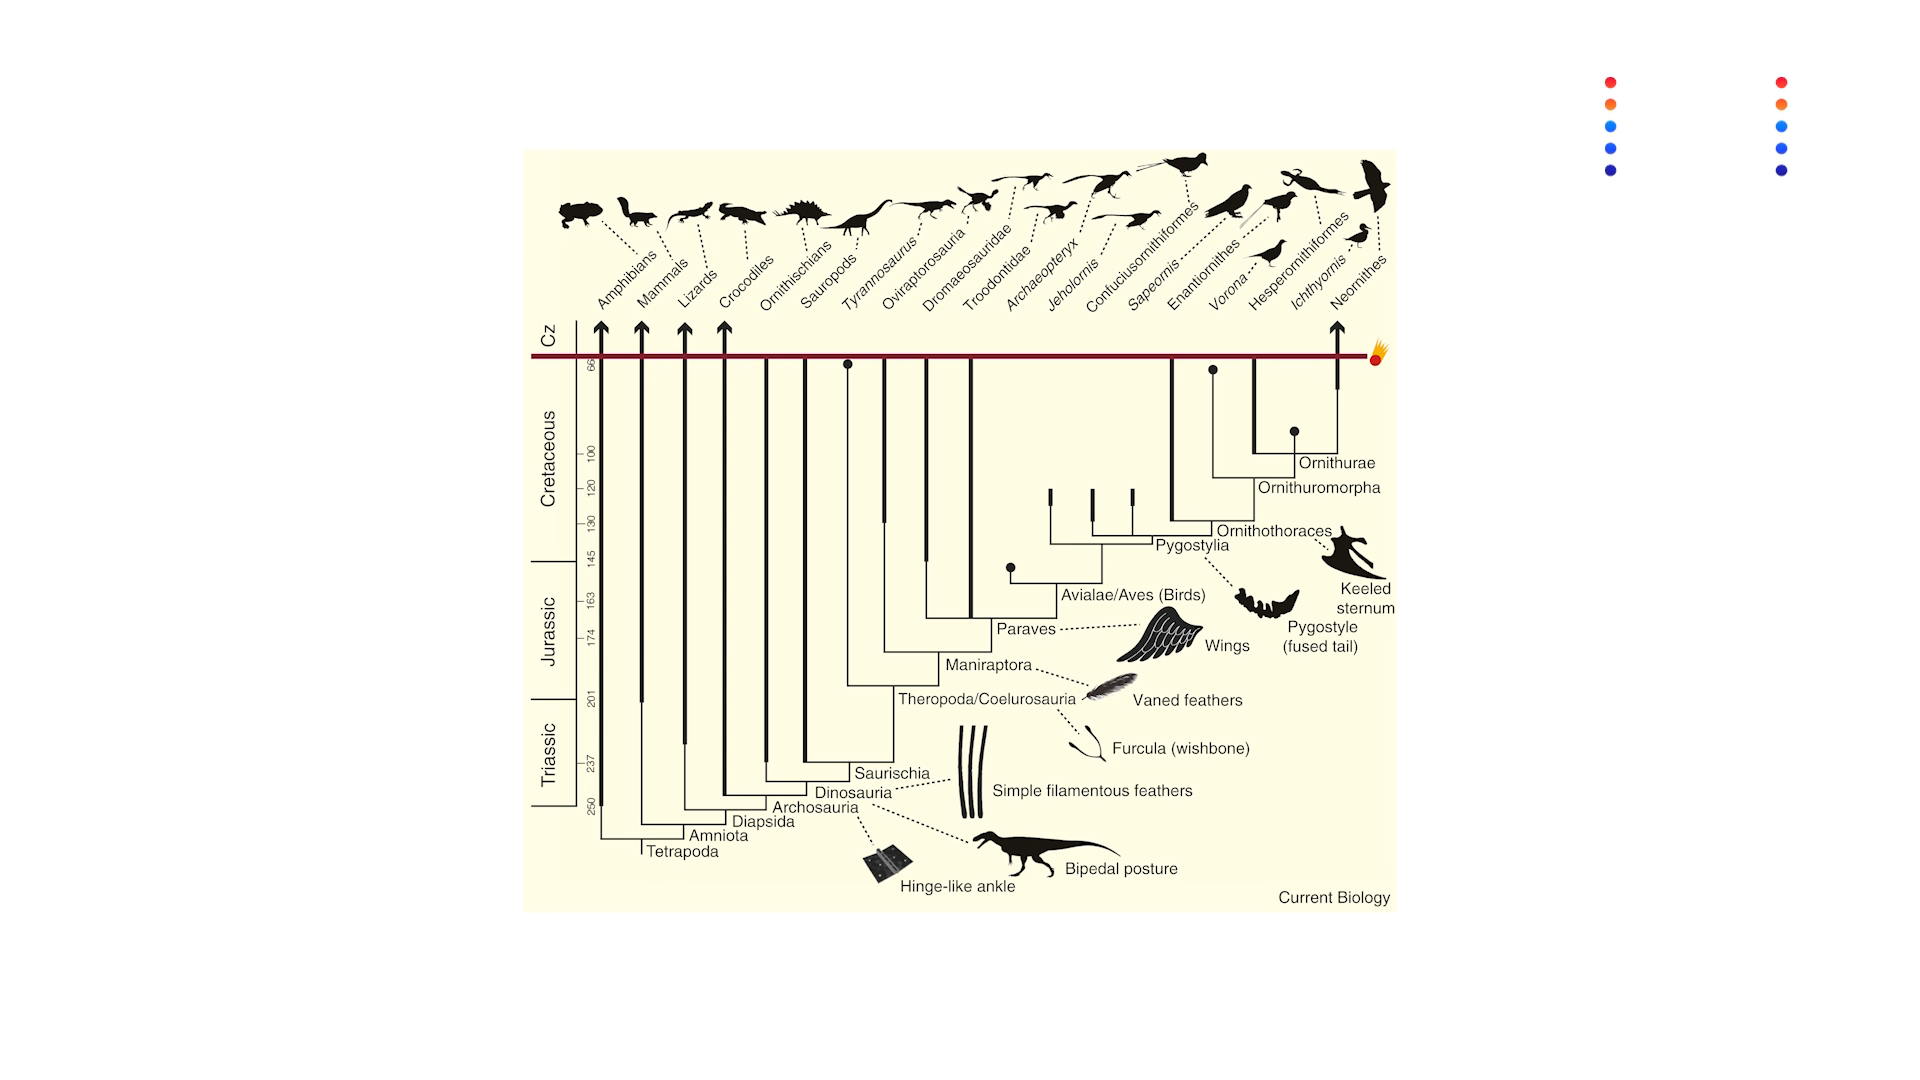 Amphibians
Mammals
Lizards
Crocodiles
Ornithischians
Sauropods
Tyrannosaurus
Oviraptorosauria
Dromaeosauridae
Troodontidae
Archaeopteryx
Jeholornis
Confuciusornithiformes
Sapeornis
Enantiornithes
Vorona
Hesperornithiformes
Ichthyornis
Neornithes
Cz
66
Cretaceous
100
120
130
145
Jurassic
163
174
201
Triassic
237
250
Ornithurae
Ornithuromorpha
Ornithothoraces
Pygostylia
Keeled
sternum
Avialae/Aves (Birds)
Pygostyle
(fused tail)
Paraves
Wings
Maniraptora
Theropoda/Coelurosauria
Vaned feathers
Furcula (wishbone)
Saurischia
Dinosauria
Simple filamentous feathers
Archosauria
Diapsida
Amniota
Tetrapoda
Bipedal posture
Hinge-like ankle
Current Biology